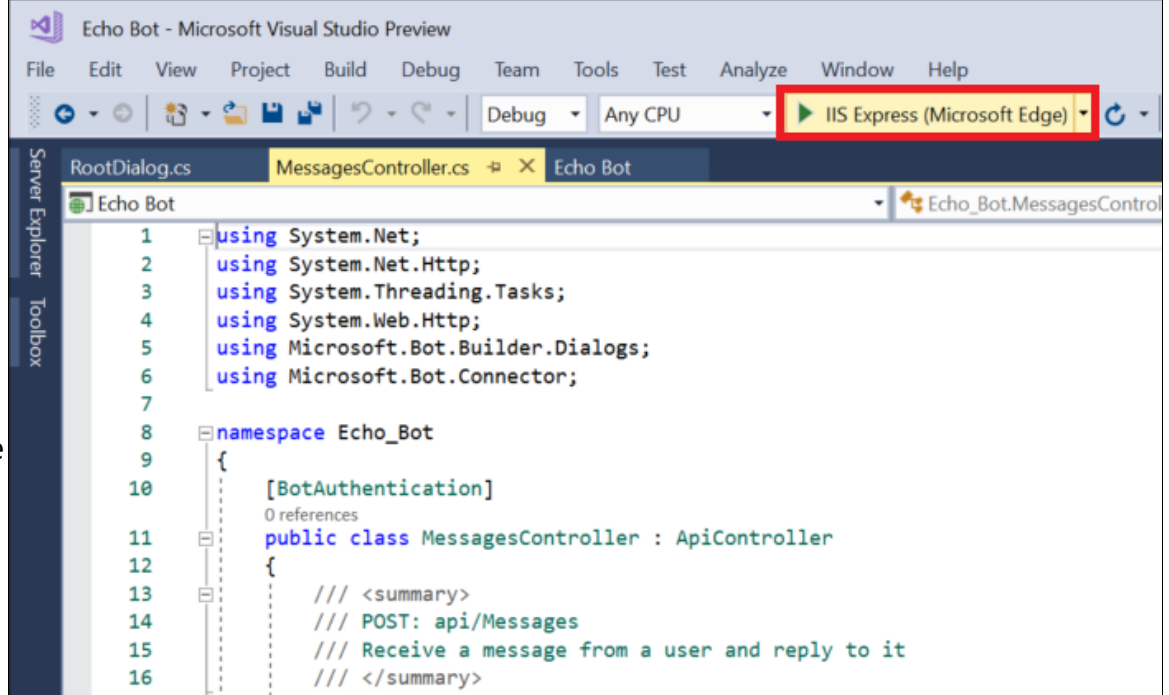 Echo Bot - Microsoft Visual Studio Preview
File Edit View Project Build Debug Team Tools Test Analyze Window Help
Debug Any CPU IIS Express (Microsoft Edge)
Server Explorer
Toolbox
RootDialog.cs MessagesController.cs Echo Bot
Echo Bot Echo_Bot.MessagesControl
1 using System.Net;
2 using System.Net.Http;
3 using System.Threading.Tasks;
4 using System.Web.Http;
5 using Microsoft.Bot.Builder.Dialogs;
6 using Microsoft.Bot.Connector;
7
8 namespace Echo_Bot
e
9 {
10 [BotAuthentication]
0 references
11 public class MessagesController : ApiController
12 {
13 /// <summary>
14 /// POST: api/Messages
15 /// Receive a message from a user and reply to it
16 /// </summary>